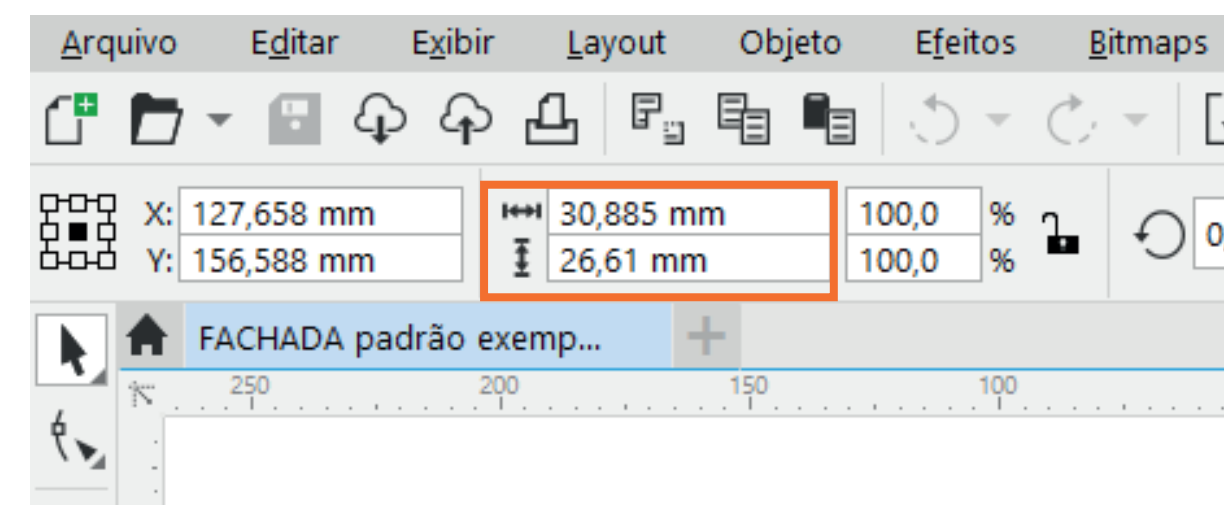 Arquivo Editar Exibir Layout Objeto Efeitos Bitmaps
X: 127,658 mm 30,885 mm 100,0 %
Y: 156,588 mm 26,61 mm 100,0 %
0,
FACHADA padrão exemp...
250 200 150 100